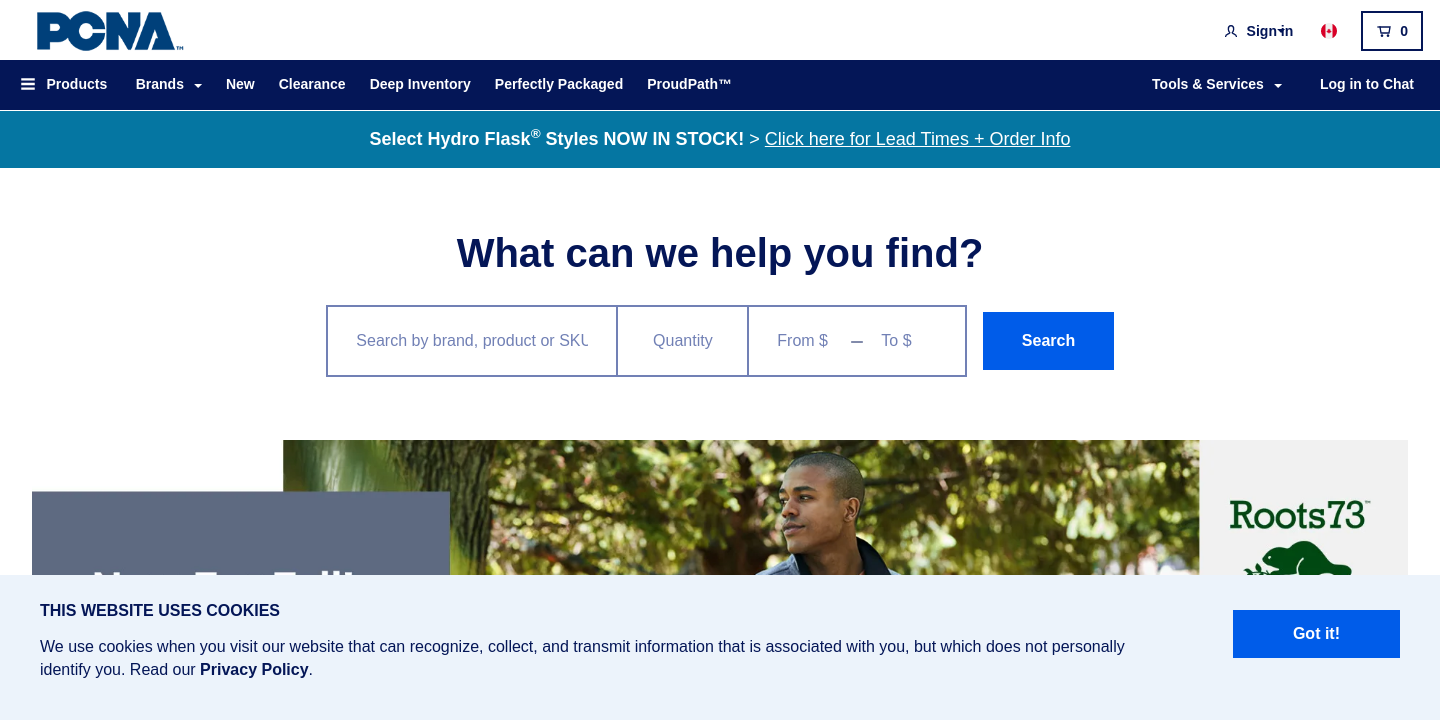 PCNA™
Sign in
0
Products Brands New Clearance Deep Inventory Perfectly Packaged ProudPath™ Tools & Services Log in to Chat
Select Hydro Flask® Styles NOW IN STOCK! > Click here for Lead Times + Order Info
What can we help you find?
Search by brand, product or SKU Quantity From $ – To $ Search
Roots73™
THIS WEBSITE USES COOKIES
We use cookies when you visit our website that can recognize, collect, and transmit information that is associated with you, but which does not personally
identify you. Read our Privacy Policy.
Got it!